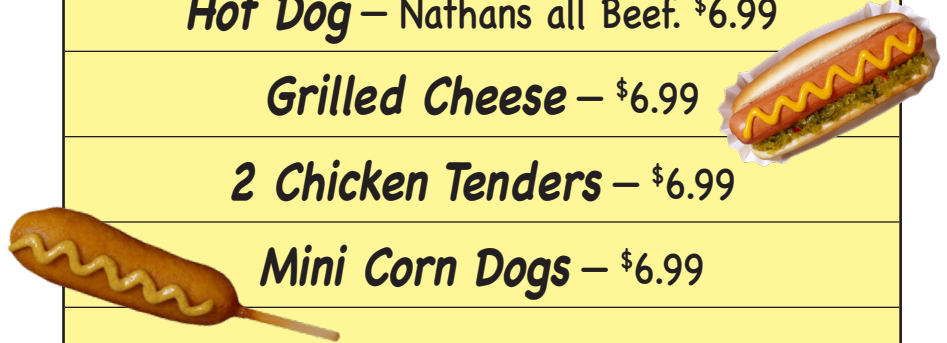 Hot Dog – Nathans all Beef. $6.99
Grilled Cheese – $6.99
2 Chicken Tenders – $6.99
Mini Corn Dogs – $6.99